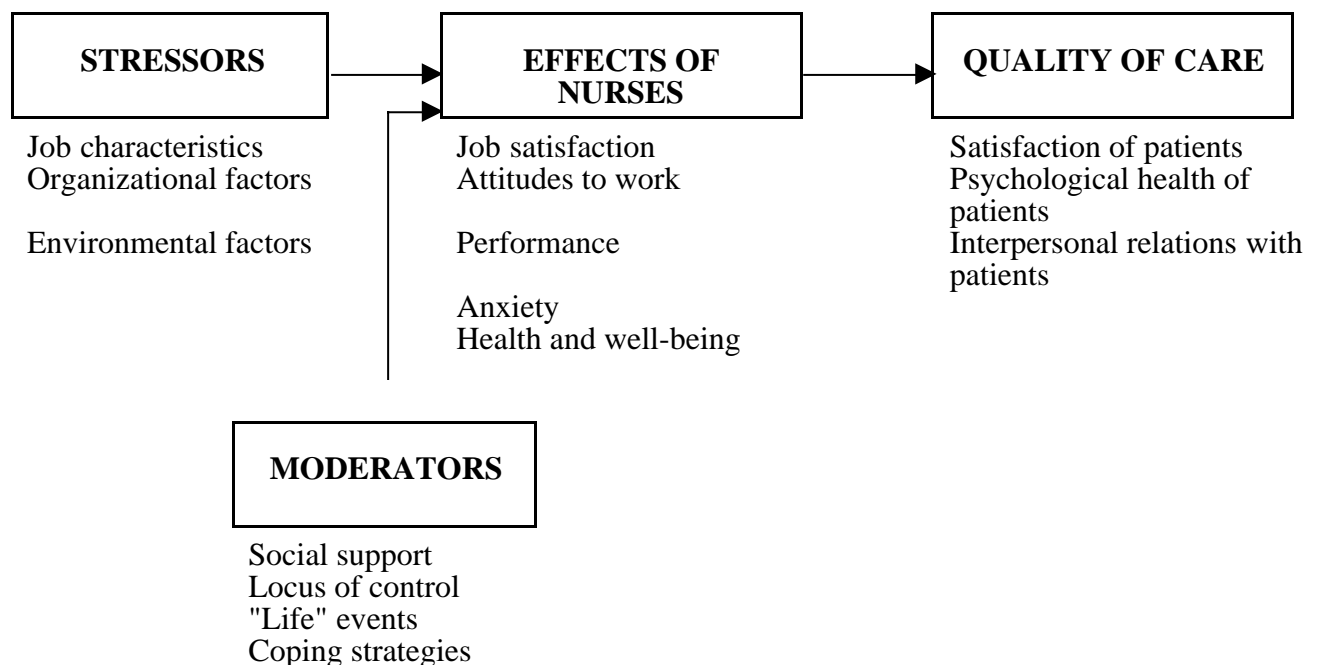 STRESSORS
Job characteristics
Organizational factors
Environmental factors
EFFECTS OF
NURSES
Job satisfaction
Attitudes to work
Performance
Anxiety
Health and well-being
QUALITY OF CARE
Satisfaction of patients
Psychological health of
patients
Interpersonal relations with
patients
MODERATORS
Social support
Locus of control
"Life" events
Coping strategies